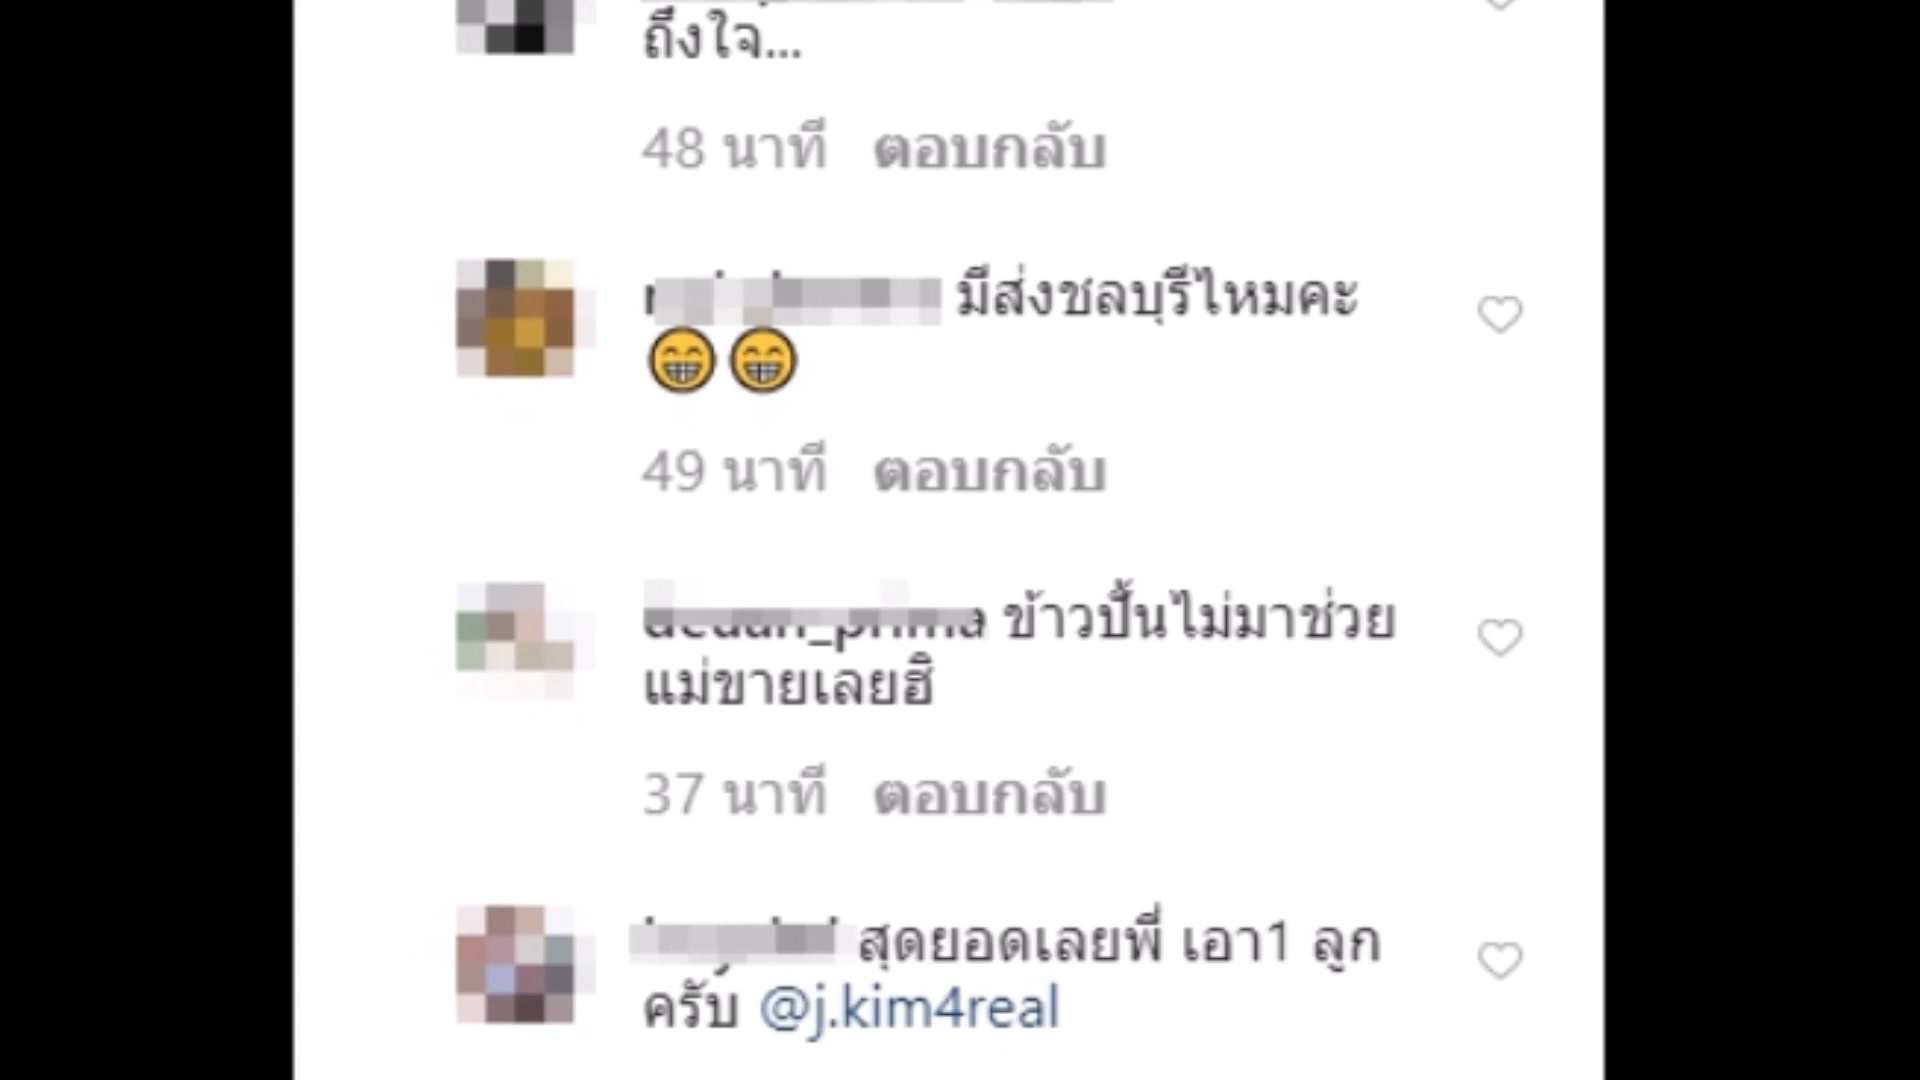 ถึงใจ...
48 นาที ตอบกลับ
มีส่งชลบุรีไหมคะ
😁😁
49 นาที ตอบกลับ
ข้าวปั้นไม่มาช่วย
แม่ขายเลยฮิ
37 นาที ตอบกลับ
สุดยอดเลยพี่ เอา1 ลูก
ครับ @j.kim4real